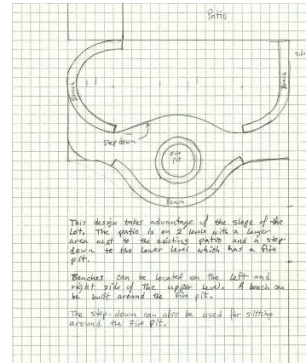 Patio
Bench
Bench
Step down
Fire
Pit
Bench
This design takes advantage of the slope of the
lot. The patio is on 2 levels with a larger
area next to the existing patio and a step
down to the lower level which has a fire
pit.
Benches can be located on the left and
right side of the upper level. A bench can
be built around the fire pit.
The step-down can also be used for sitting
around the Fire Pit.